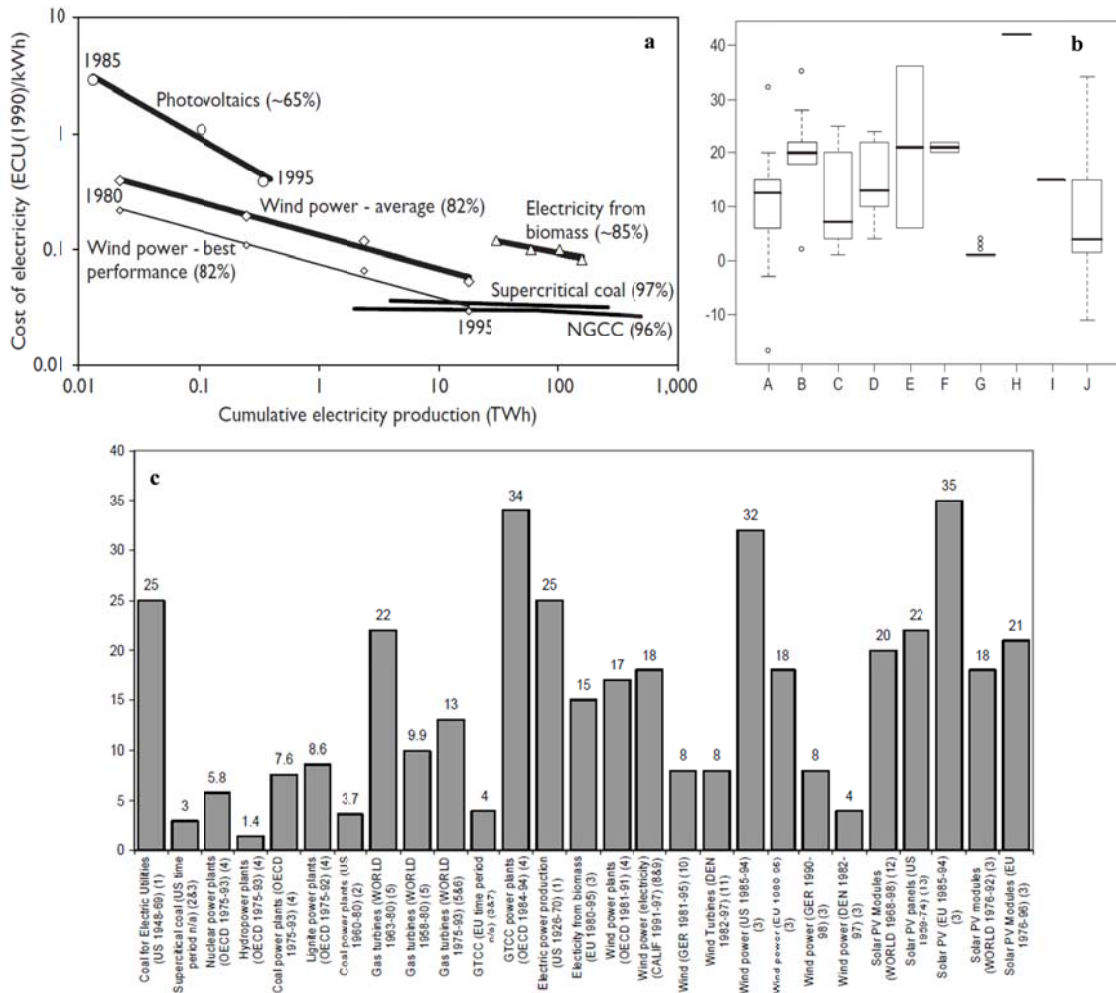 a
Cost of electricity (ECU(1990)/kWh
10
1
0.1
0.01
1985
Photovoltaics (~65%)
1995
1980
Wind power - average (82%)
Wind power - best
performance (82%)
Electricity from
biomass
(~85%)
Supercritical coal (97%)
1995
NGCC (96%)
0.01
0.1
1
10
100
1,000
Cumulative electricity production (TWh)
b
40
30
20
10
0
-10
A
B
C
D
E
F
G
H
I
J
c
40
35
30
25
20
15
10
5
0
25
3
5.8
1.4
7.6
8.6
3.7
22
9.9
13
4
34
25
15
17
18
8
8
32
18
8
4
20
22
35
18
21
Coal for Electric Utilities
(US 1948-69) (1)
Supercritical coal (US time
period n/a) (2&3)
Nuclear power plants
(OECD 1975-93) (4)
Hydropower plants
(OECD 1975-93) (4)
Coal power plants (OECD
1975-93) (4)
Lignite power plants
(OECD 1975-92) (4)
Coal power plants (US
1960-80) (2)
Gas turbines (WORLD
1963-80) (5)
Gas turbines (WORLD
1958-80) (5)
Gas turbines (WORLD
1975-93) (5&6)
GTCC (EU time period
GTCC power plants
(OECD 1984-94) (4)
Electric power production
(US 1926-70) (1)
Electricity from biomass
(EU 1980-95) (3)
Wind power plants
(OECD 1981-91) (4)
Wind power (electricity)
(CALIF 1991-97) (8&9)
Wind (GER 1981-95) (10)
Wind Turbines (DEN
1982-97) (11)
Wind power (US 1985-94)
(3)
Wind power (EU
(3)
Wind power (GER 1990-
98) (3)
Wind power (DEN 1982-
97) (3)
Solar PV Modules
(WORLD 1968-98) (12)
Solar PV panels (US
1959-74) (13)
Solar PV (EU 1985-94)
(3)
Solar PV modules
(WORLD 1976-92) (3)
Solar PV Modules (EU
1976-96) (3)